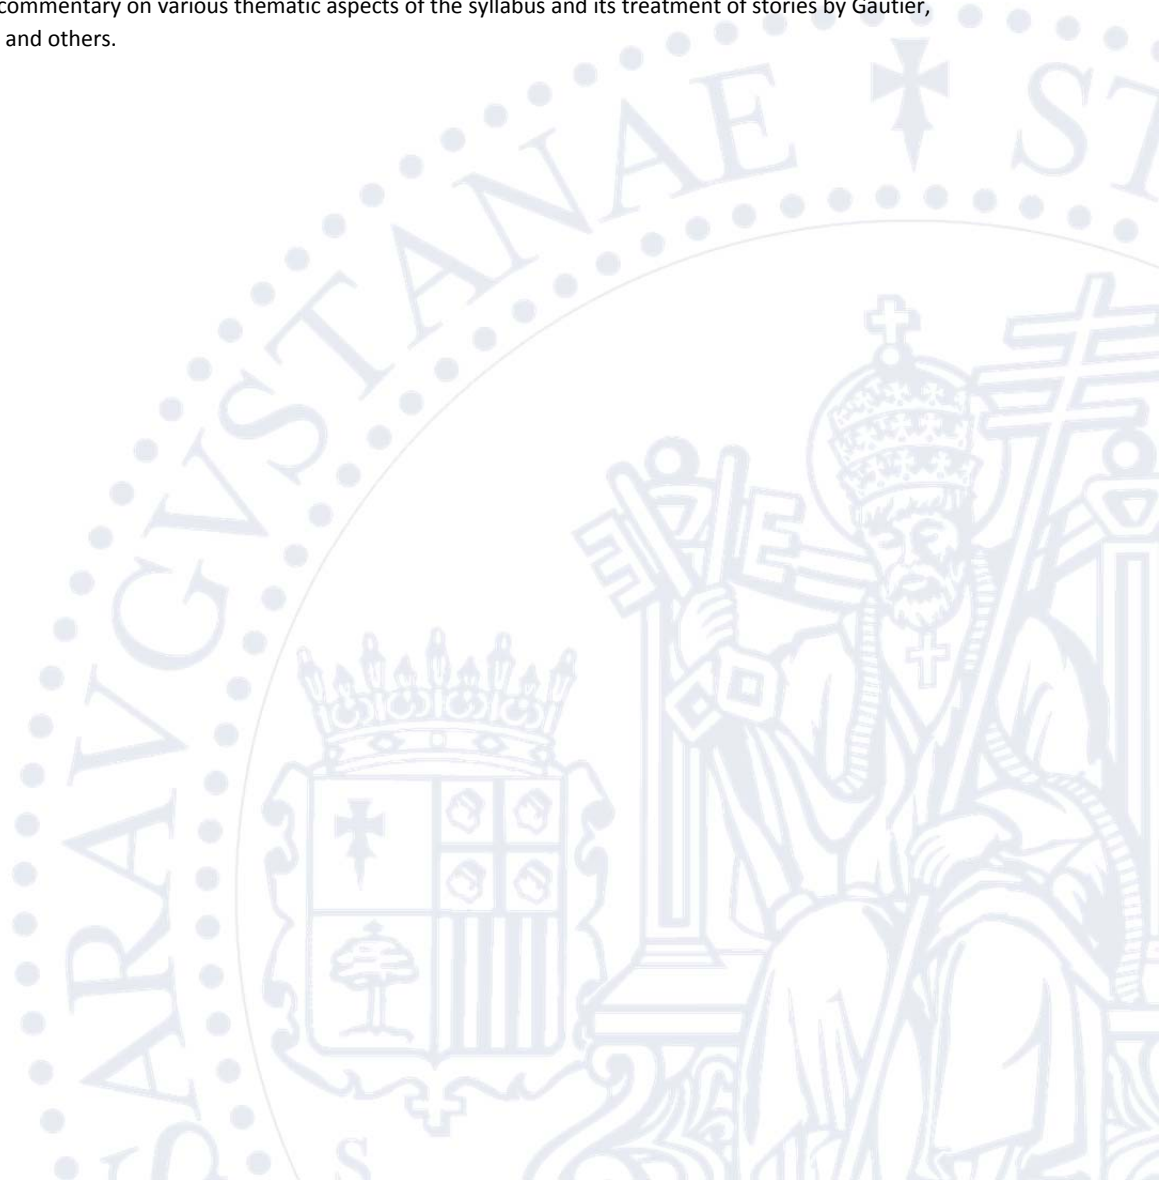 commentary on various thematic aspects of the syllabus and its treatment of stories by Gautier,
and others.
ARAVGVSTANAE ST
S